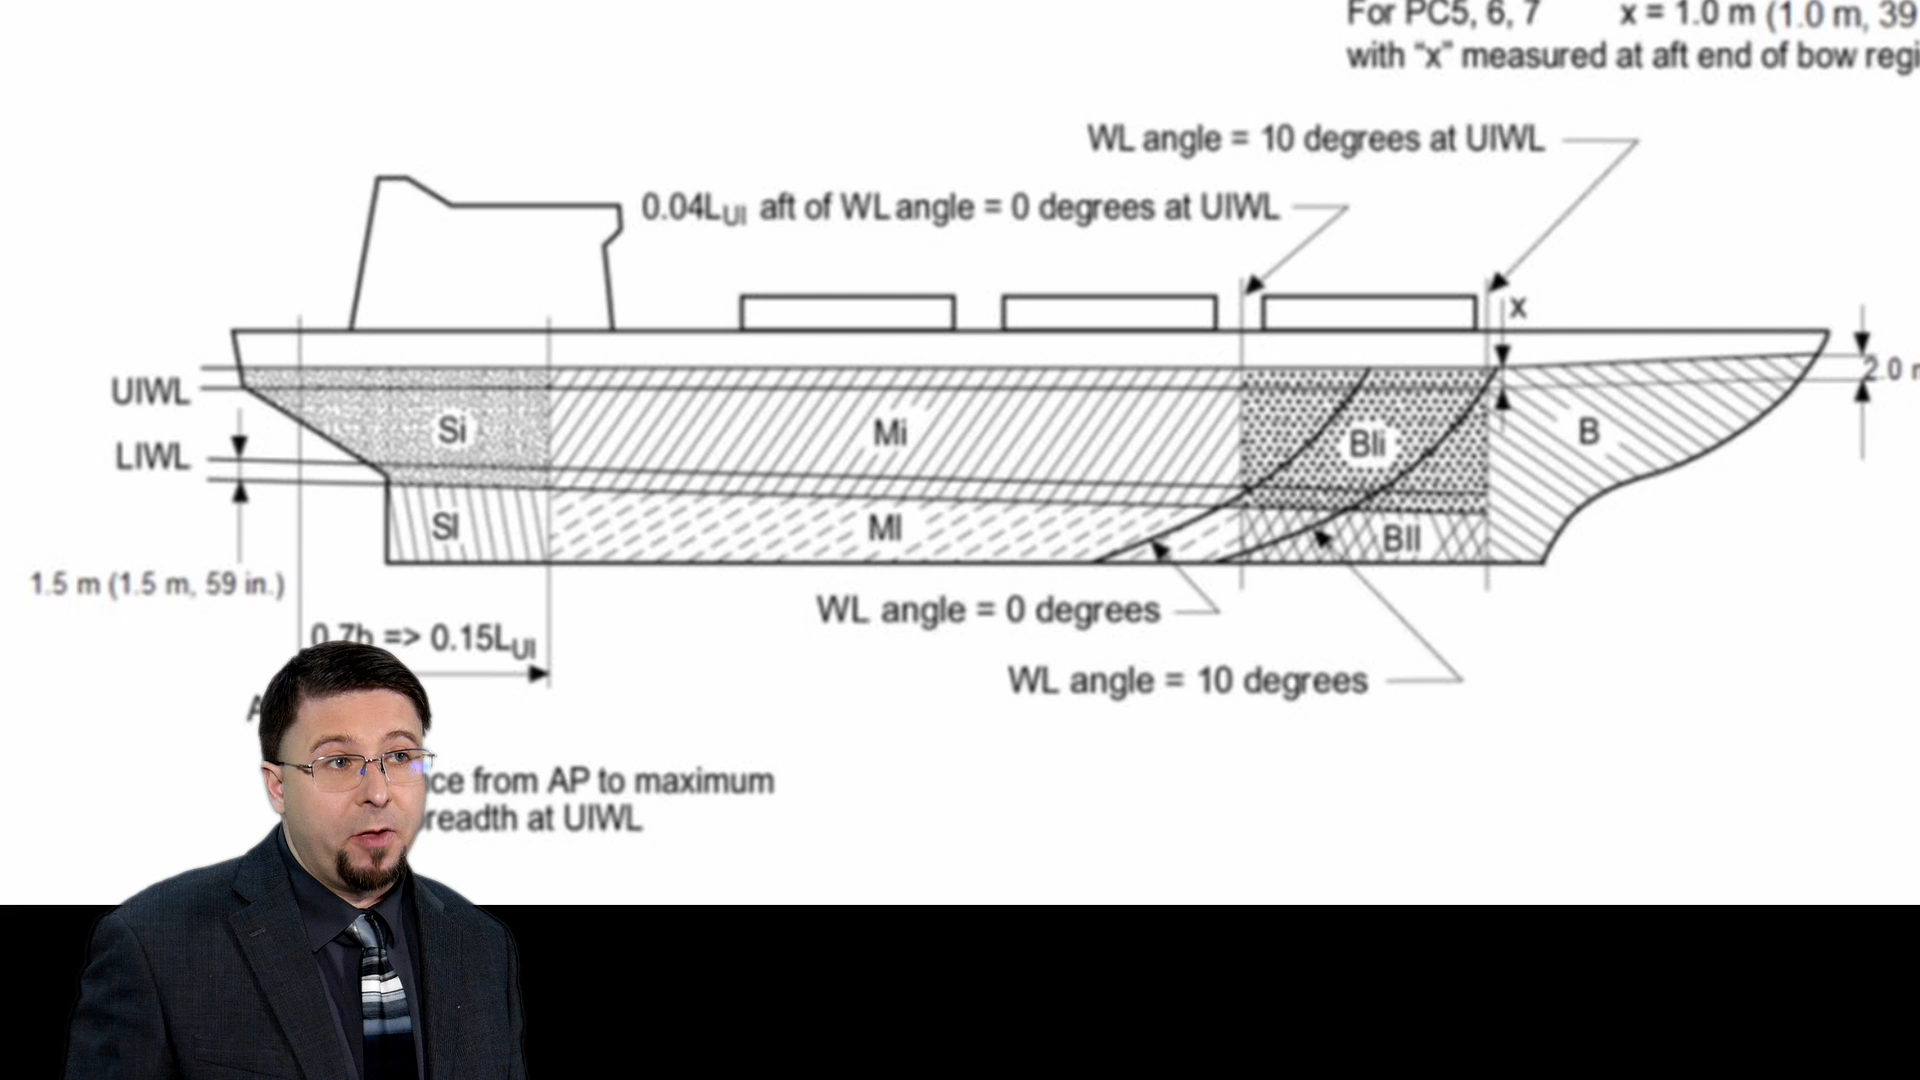 For PC5, 6, 7 x = 1.0 m (1.0 m, 39
with “x” measured at aft end of bow regi
WL angle = 10 degrees at UIWL
0.04LUI aft of WL angle = 0 degrees at UIWL
x
2.0
UIWL
Si
Mi
BIi
B
LIWL
Sl
Ml
BIl
1.5 m (1.5 m, 59 in.)
WL angle = 0 degrees
0.7b => 0.15LUI
WL angle = 10 degrees
ce from AP to maximum
readth at UIWL